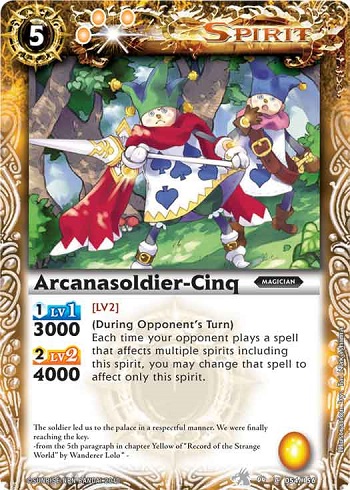 5
SPIRIT
Arcanasoldier-Cinq
MAGICIAN
1 LV1
3000
2 LV2
4000
[LV2]
(During Opponent's Turn)
Each time your opponent plays a spell
that affects multiple spirits including
this spirit, you may change that spell to
affect only this spirit.
The soldier led us to the palace in a respectful manner. We were finally
reaching the key.
-from the 5th paragraph in chapter Yellow of "Record of the Strange
World" by Wanderer Lolo" -
054/156